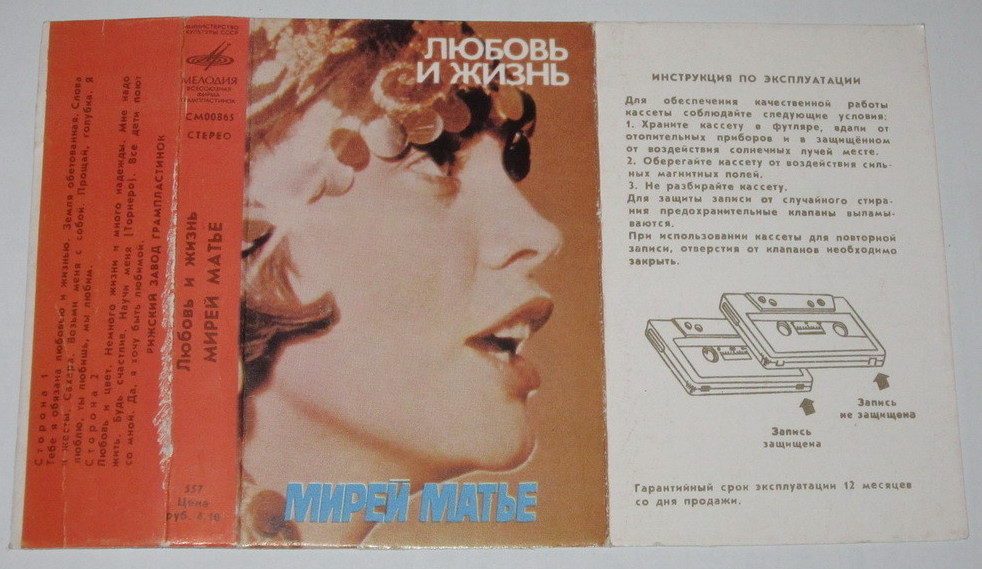 Сторона 1
Тебе я обязана любовью и жизнью. Земля обетованная. Слова
и жесты. Сахара. Возьми меня с собой. Прощай, голубка. Я
люблю, ты любишь, мы любим.
Сторона 2
Любовь и цвет. Немного жизни и много надежды. Мне надо
жить. Будь счастлив. Научи меня (Торнеро). Все дети поют
со мной. Да, я хочу быть любимой.
РИЖСКИЙ ЗАВОД ГРАМПЛАСТИНОК
МИНИСТЕРСТВО
КУЛЬТУРЫ СССР
МЕЛОДИЯ
ВСЕСОЮЗНАЯ
ФИРМА
ГРАМПЛАСТИНОК
СМ00865
СТЕРЕО
Любовь и жизнь
МИРЕЙ МАТЬЕ
557
Цена
руб. 4.10
ЛЮБОВЬ
И ЖИЗНЬ
МИРЕЙ МАТЬЕ
ИНСТРУКЦИЯ ПО ЭКСПЛУАТАЦИИ
Для обеспечения качественной работы
кассеты соблюдайте следующие условия:
1. Храните кассету в футляре, вдали от
отопительных приборов и в защищённом
от воздействия солнечных лучей месте.
2. Оберегайте кассету от воздействия силь-
ных магнитных полей.
3. Не разбирайте кассету.
Для защиты записи от случайного стира-
ния предохранительные клапаны выламы-
ваются.
При использовании кассеты для повторной
записи, отверстия от клапанов необходимо
закрыть.
Запись
не защищена
Запись
защищена
Гарантийный срок эксплуатации 12 месяцев
со дня продажи.